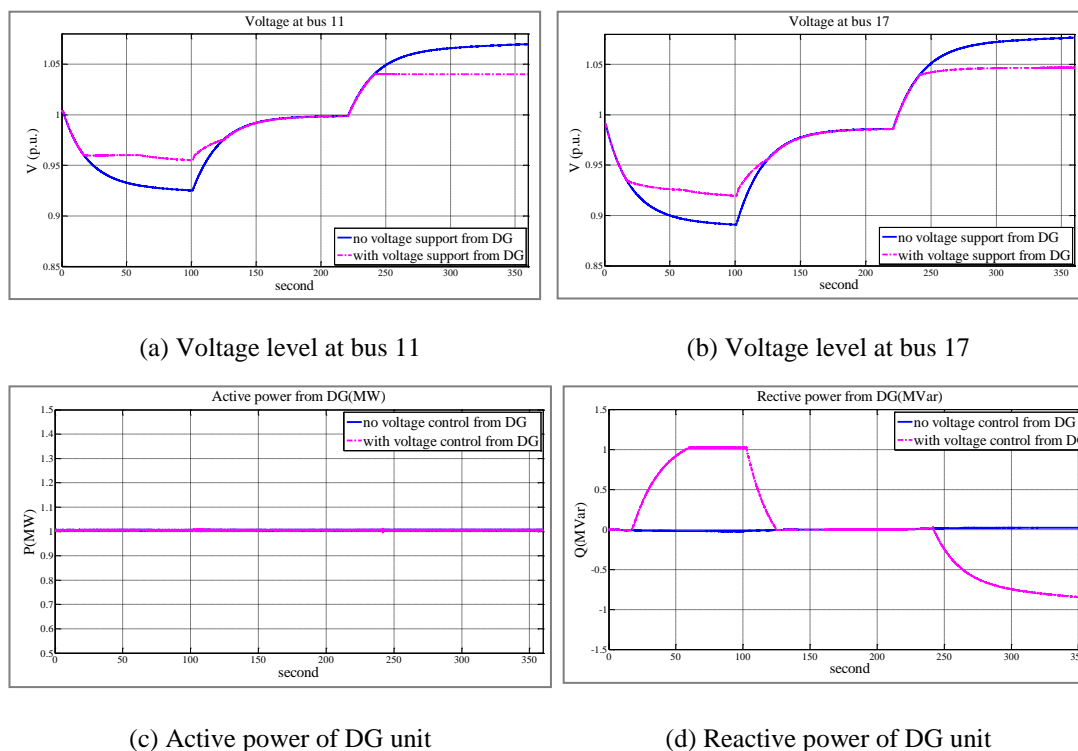 Voltage at bus 11
1.05
1
0.95
0.9
0.85
V (p.u.)
no voltage support from DG
with voltage support from DG
0 50 100 150 200 250 300 350
second
(a) Voltage level at bus 11
Voltage at bus 17
1.05
1
0.95
0.9
0.85
V (p.u.)
no voltage support from DG
with voltage support from DG
0 50 100 150 200 250 300 350
second
(b) Voltage level at bus 17
Active power from DG(MW)
1.5
1.4
1.3
1.2
1.1
1
0.9
0.8
0.7
0.6
0.5
P(MW)
no voltage control from DG
with voltage control from DG
0 50 100 150 200 250 300 350
second
(c) Active power of DG unit
Rective power from DG(MVar)
1.5
1
0.5
0
-0.5
-1
-1.5
Q(MVar)
no voltage control from DG
with voltage control from DG
0 50 100 150 200 250 300 350
second
(d) Reactive power of DG unit